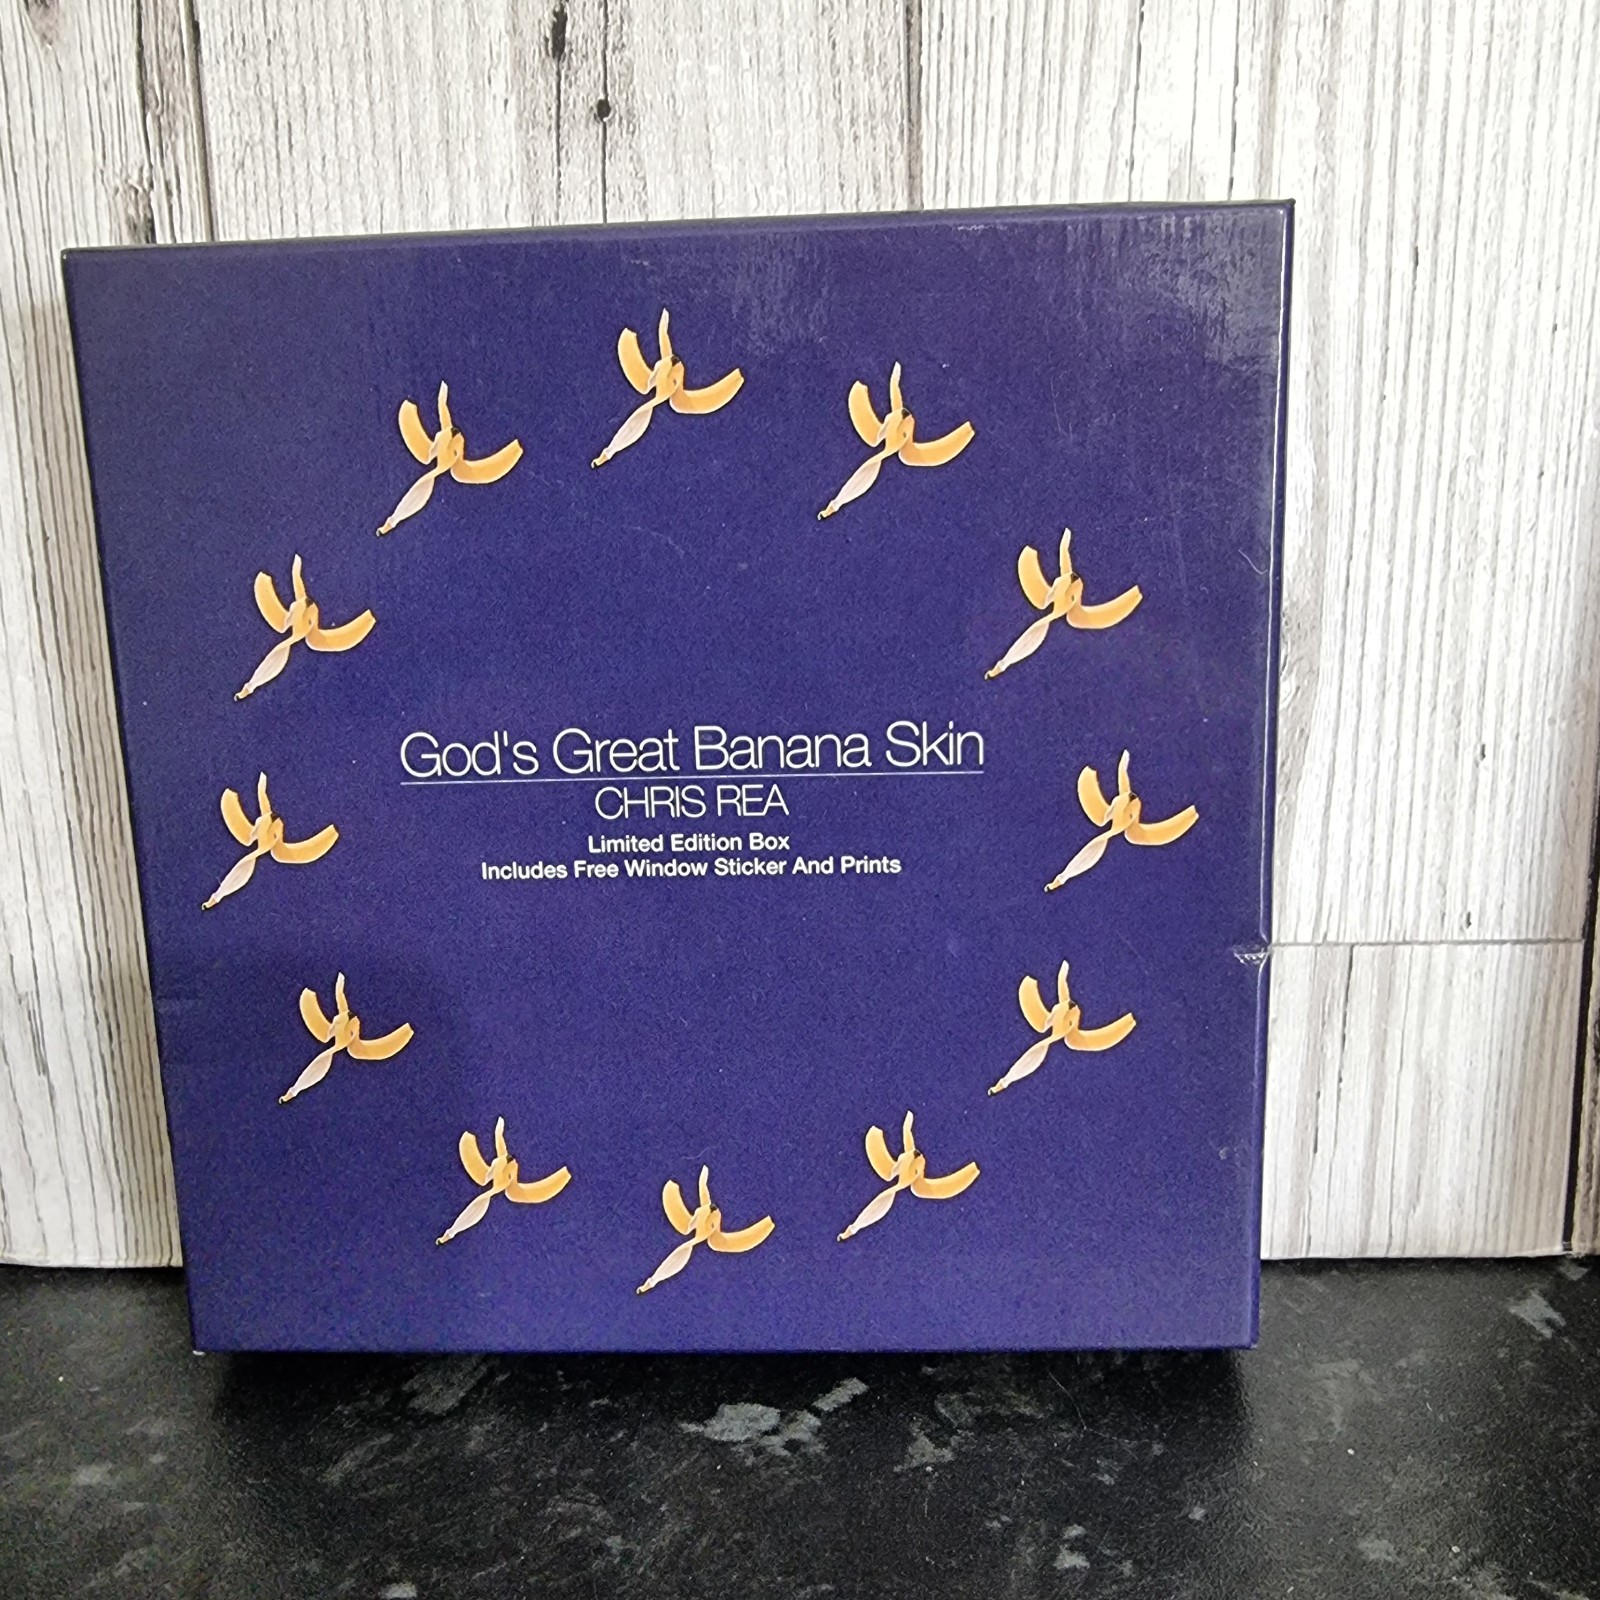 God's Great Banana Skin
CHRIS REA
Limited Edition Box
Includes Free Window Sticker And Prints